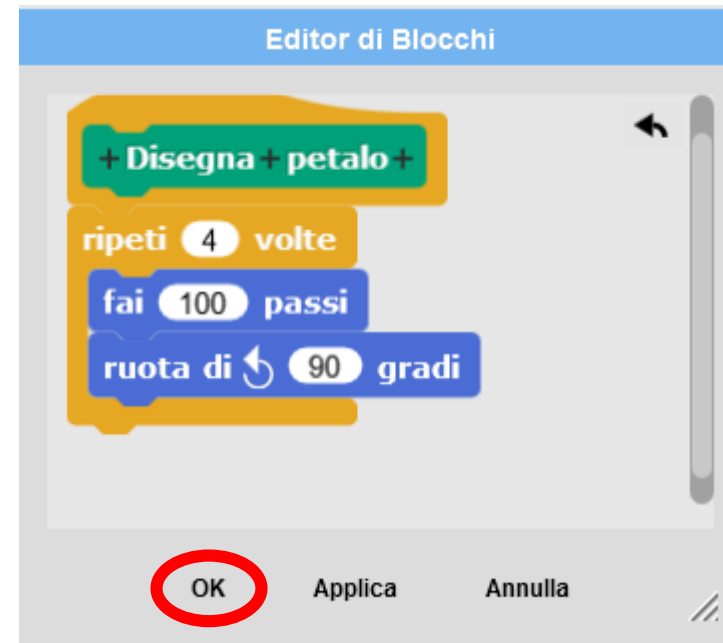 Editor di Blocchi
+ Disegna + petalo +
ripeti 4 volte
fai 100 passi
ruota di 90 gradi
OK Applica Annulla